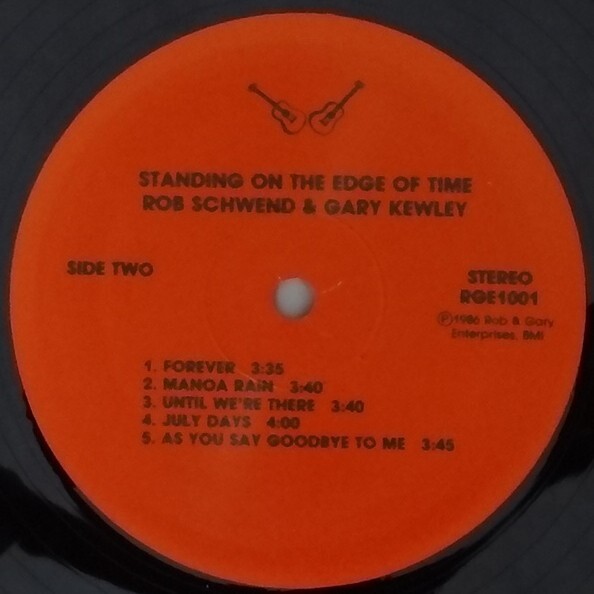 STANDING ON THE EDGE OF TIME
ROB SCHWEND & GARY KEWLEY
SIDE TWO
STEREO
RGE1001
℗1986 Rob & Gary
Enterprises, BMI
1. FOREVER 3:35
2. MANOA RAIN 3:40
3. UNTIL WE'RE THERE 3:40
4. JULY DAYS 4:00
5. AS YOU SAY GOODBYE TO ME 3:45